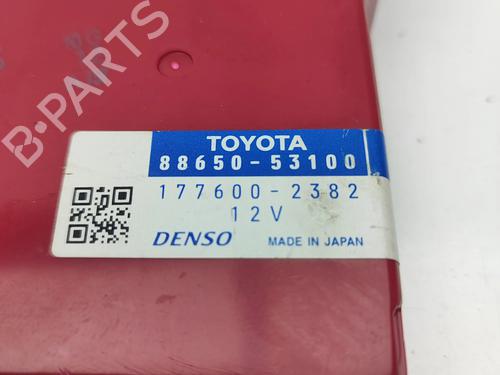 B-PARTS
TOYOTA
88650-53100
177600-2382
12V
DENSO
MADE IN JAPAN